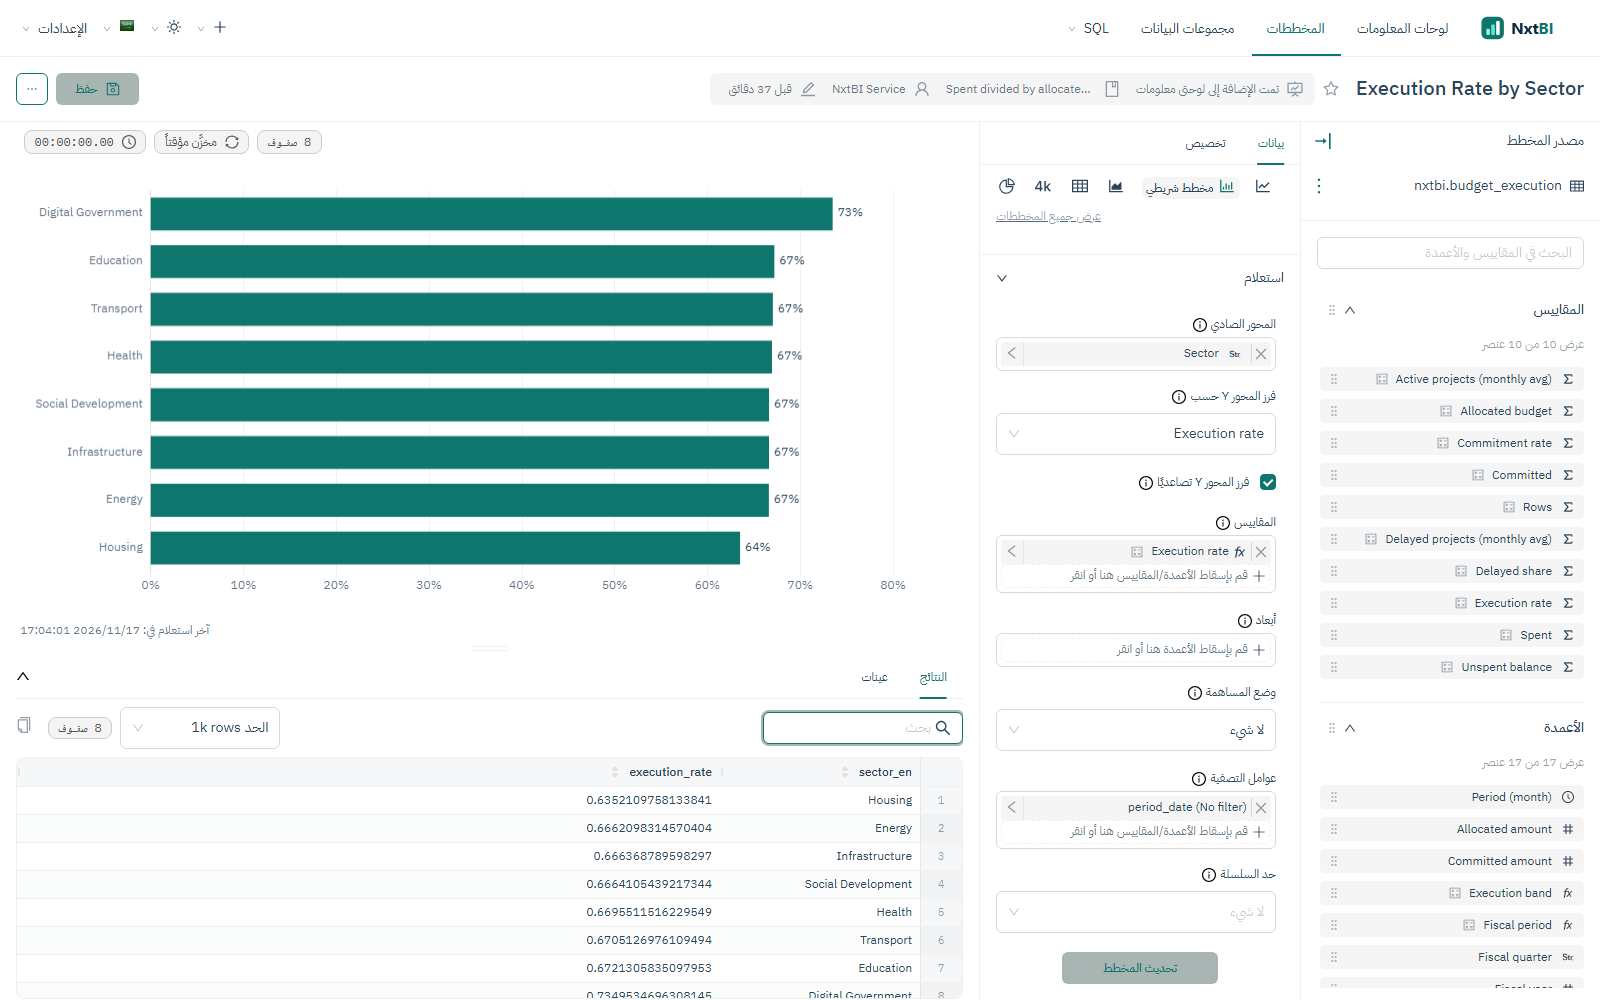 NxtBI
لوحات المعلومات
المخططات
مجموعات البيانات
SQL
الإعدادات
Execution Rate by Sector
تمت الإضافة إلى لوحتي معلومات
Spent divided by allocate...
NxtBI Service
قبل 37 دقائق
حفظ
مصدر المخطط
nxtbi.budget_execution
البحث في المقاييس والأعمدة
المقاييس
عرض 10 من 10 عنصر
Active projects (monthly avg)
Allocated budget
Commitment rate
Committed
Rows
Delayed projects (monthly avg)
Delayed share
Execution rate
Spent
Unspent balance
الأعمدة
عرض 17 من 17 عنصر
Period (month)
Allocated amount
Committed amount
Execution band
Fiscal period
Fiscal quarter
Fiscal year
بيانات
تخصيص
مخطط شريطي
4k
عرض جميع المخططات
استعلام
المحور الصادي
Sector
فرز المحور Y حسب
Execution rate
فرز المحور Y تصاعديًا
المقاييس
Execution rate
قم بإسقاط الأعمدة/المقاييس هنا أو انقر
أبعاد
قم بإسقاط الأعمدة هنا أو انقر
وضع المساهمة
لا شيء
عوامل التصفية
period_date (No filter)
قم بإسقاط الأعمدة/المقاييس هنا أو انقر
حد السلسلة
لا شيء
تحديث المخطط
8 صفوف
مخزَّن مؤقتاً
00:00:00.00
Digital Government 73%
Education 67%
Transport 67%
Health 67%
Social Development 67%
Infrastructure 67%
Energy 67%
Housing 64%
0% 10% 20% 30% 40% 50% 60% 70% 80%
آخر استعلام في: 2026/11/17 17:04:01
النتائج
عينات
بحث
الحد 1k rows
8 صفوف
sector_en execution_rate
1 Housing 0.6352109758133841
2 Energy 0.6662098314570404
3 Infrastructure 0.666368789598297
4 Social Development 0.6664105439217344
5 Health 0.6695511516229549
6 Transport 0.6705126976109494
7 Education 0.6721305835097953
8 Digital Government 0.7349534696308145